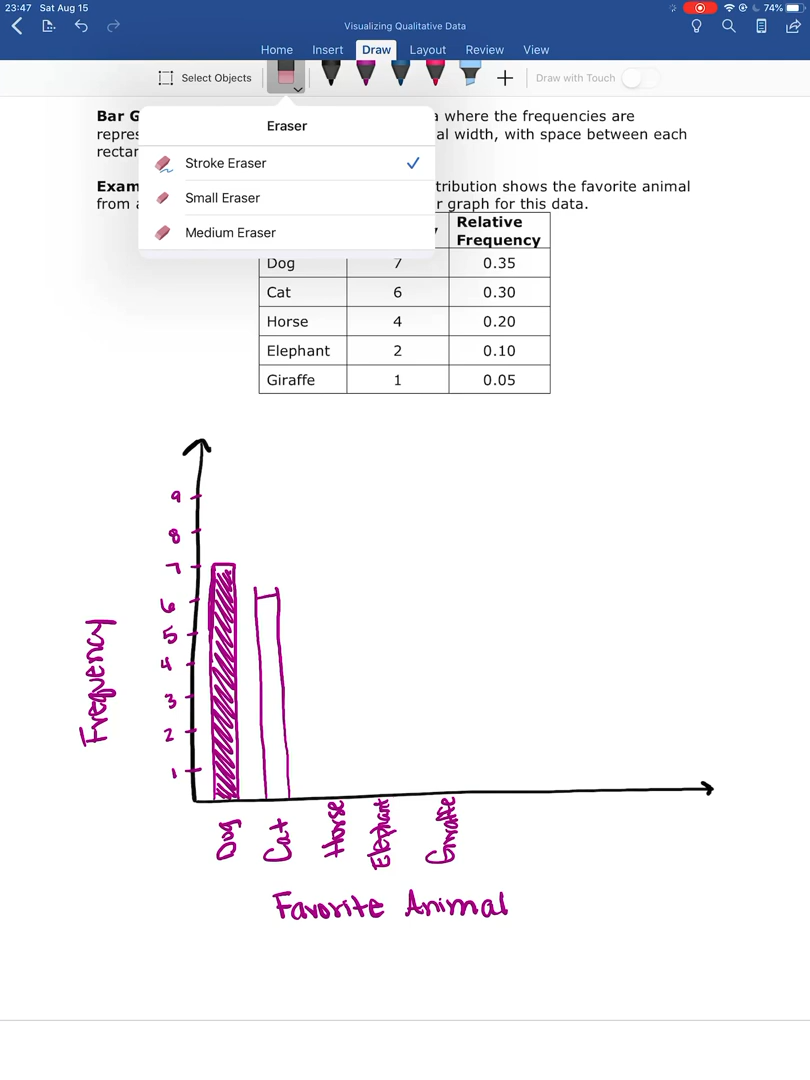 23:47 Sat Aug 15
74%
Visualizing Qualitative Data
Home Insert Draw Layout Review View
Select Objects
Draw with Touch
Bar G
a where the frequencies are
repres
al width, with space between each
rectar
Exam
tribution shows the favorite animal
from a
r graph for this data.
Eraser
Stroke Eraser
Small Eraser
Medium Eraser
Relative
Frequency
Dog 7 0.35
Cat 6 0.30
Horse 4 0.20
Elephant 2 0.10
Giraffe 1 0.05
9
8
7
6
5
4
3
2
1
Frequency
Dog Cat Horse Elephant Giraffe
Favorite Animal